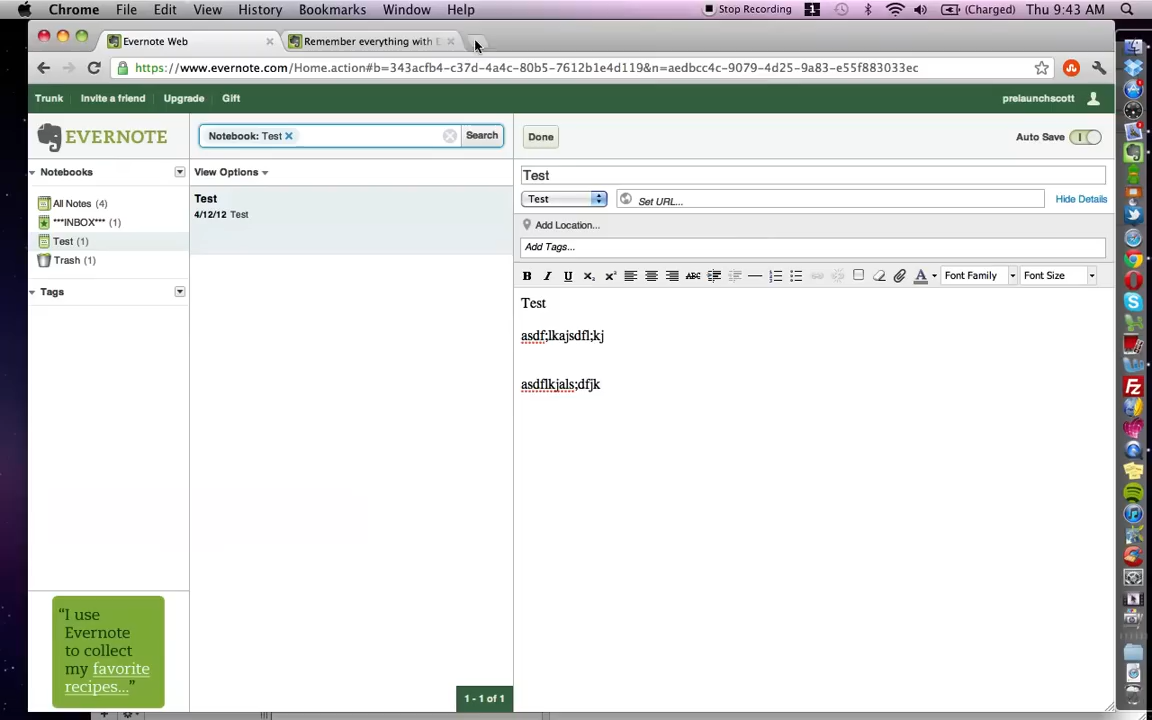 Chrome File Edit View History Bookmarks Window Help Stop Recording 1 (Charged) Thu 9:43 AM
Evernote Web Remember everything with E
https://www.evernote.com/Home.action#b=343acfb4-c37d-4a4c-80b5-7612b1e4d119&n=aedbcc4c-9079-4d25-9a83-e55f883033ec
Trunk Invite a friend Upgrade Gift prelaunchscott
EVERNOTE Notebook: Test Search Done Auto Save
Notebooks View Options Test
All Notes (4) Test Test Set URL... Hide Details
***INBOX*** (1) 4/12/12 Test Add Location...
Test (1) Add Tags...
Trash (1)
Tags B I U ABC A Font Family Font Size
Test
asdf;lkajsdfl;kj
asdflkjals;dfjk
“I use
Evernote
to collect
my favorite
recipes...”
1 - 1 of 1